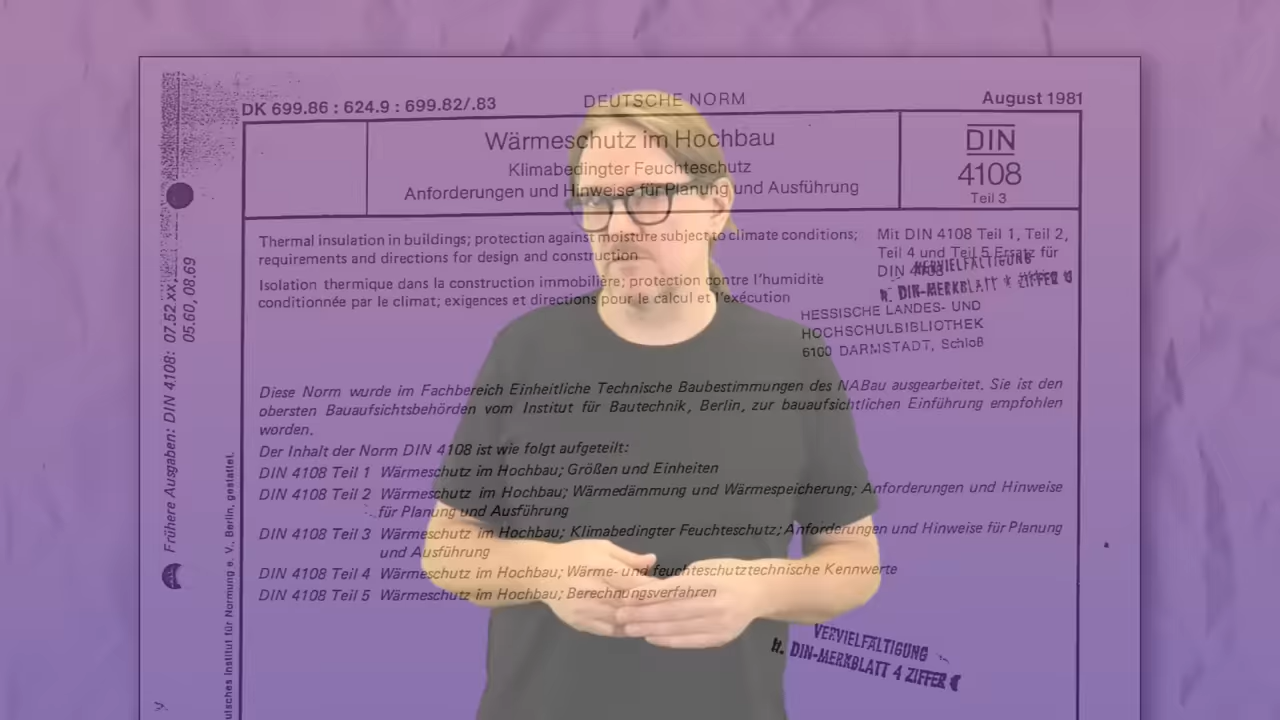 DK 699.86 : 624.9 : 699.82/.83
DEUTSCHE NORM
August 1981
Wärmeschutz im Hochbau
Klimabedingter Feuchteschutz
Anforderungen und Hinweise für Planung und Ausführung
DIN
4108
Teil 3
Thermal insulation in buildings; protection against moisture subject to climate conditions;
requirements and directions for design and construction
Isolation thermique dans la construction immobilière; protection contre l'humidité
conditionnée par le climat; exigences et directions pour le calcul et l'exécution
Mit DIN 4108 Teil 1, Teil 2,
Teil 4 und Teil 5 Ersatz für
DIN 4108
VERVIELFÄLTIGUNG
lt. DIN-MERKBLATT 4 ZIFFER
HESSISCHE LANDES- UND
HOCHSCHULBIBLIOTHEK
6100 DARMSTADT, Schloß
Diese Norm wurde im Fachbereich Einheitliche Technische Baubestimmungen des NABau ausgearbeitet. Sie ist den
obersten Bauaufsichtsbehörden vom Institut für Bautechnik, Berlin, zur bauaufsichtlichen Einführung empfohlen
worden.
Der Inhalt der Norm DIN 4108 ist wie folgt aufgeteilt:
DIN 4108 Teil 1 Wärmeschutz im Hochbau; Größen und Einheiten
DIN 4108 Teil 2 Wärmeschutz im Hochbau; Wärmedämmung und Wärmespeicherung; Anforderungen und Hinweise
für Planung und Ausführung
DIN 4108 Teil 3 Wärmeschutz im Hochbau; Klimabedingter Feuchteschutz; Anforderungen und Hinweise für Planung
und Ausführung
DIN 4108 Teil 4 Wärmeschutz im Hochbau; Wärme- und feuchteschutztechnische Kennwerte
DIN 4108 Teil 5 Wärmeschutz im Hochbau; Berechnungsverfahren
VERVIELFÄLTIGUNG
lt. DIN-MERKBLATT 4 ZIFFER
Frühere Ausgaben: DIN 4108: 07.52 xx,
05.60, 08.69
utsches Institut für Normung e. V., Berlin, gestattet.